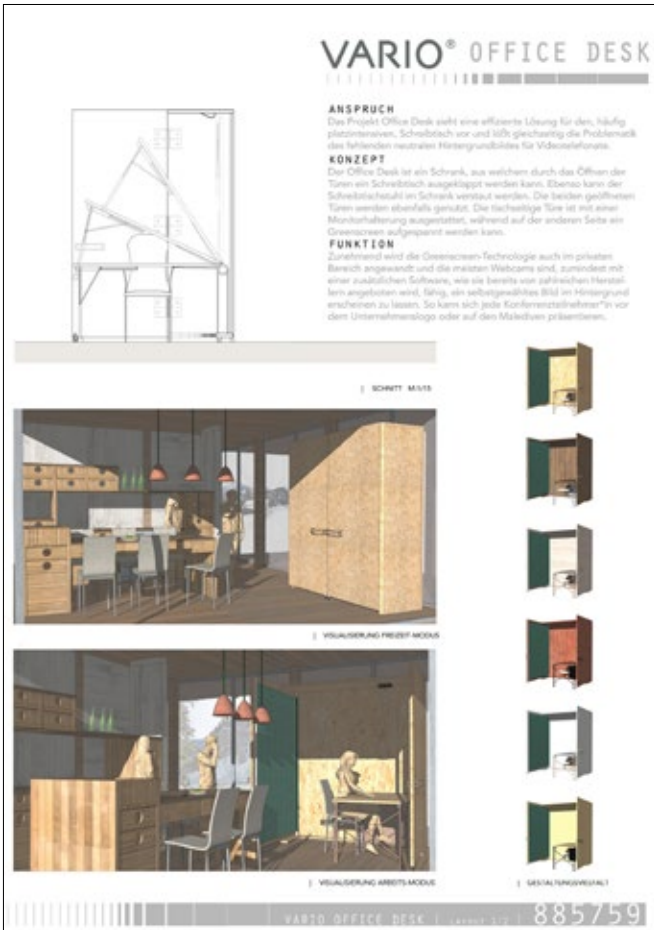 VARIO® OFFICE DESK
ANSPRUCH
Das Projekt Office Desk sieht eine effiziente Lösung für den, häufig
platzintensiven, Schreibtisch vor und löst gleichzeitig die Problematik
des fehlenden neutralen Hintergrundbildes für Videotelefonate.
KONZEPT
Der Office Desk ist ein Schrank, aus welchem durch das Öffnen der
Türen ein Schreibtisch ausgeklappt werden kann. Ebenso kann der
Schreibtischstuhl im Schrank verstaut werden. Die beiden geöffneten
Türen werden ebenfalls genutzt. Die tischseitige Türe ist mit einer
Monitorhalterung ausgestattet, während auf der anderen Seite ein
Greenscreen aufgespannt werden kann.
FUNKTION
Zunehmend wird die Greenscreen-Technologie auch im privaten
Bereich angewandt und die meisten Webcams sind, zumindest mit
einer zusätzlichen Software, wie sie bereits von zahlreichen Herstel-
lern angeboten wird, fähig, ein selbstgewähltes Bild im Hintergrund
erscheinen zu lassen. So kann sich jede Konferenzteilnehmer*in vor
dem Unternehmenslogo oder auf den Malediven präsentieren.
| SCHNITT M:1/15
| VISUALISIERUNG FREIZEIT-MODUS
| VISUALISIERUNG ARBEITS-MODUS
| GESTALTUNGSVIELFALT
VARIO OFFICE DESK | LAYOUT 1/2 | 885759